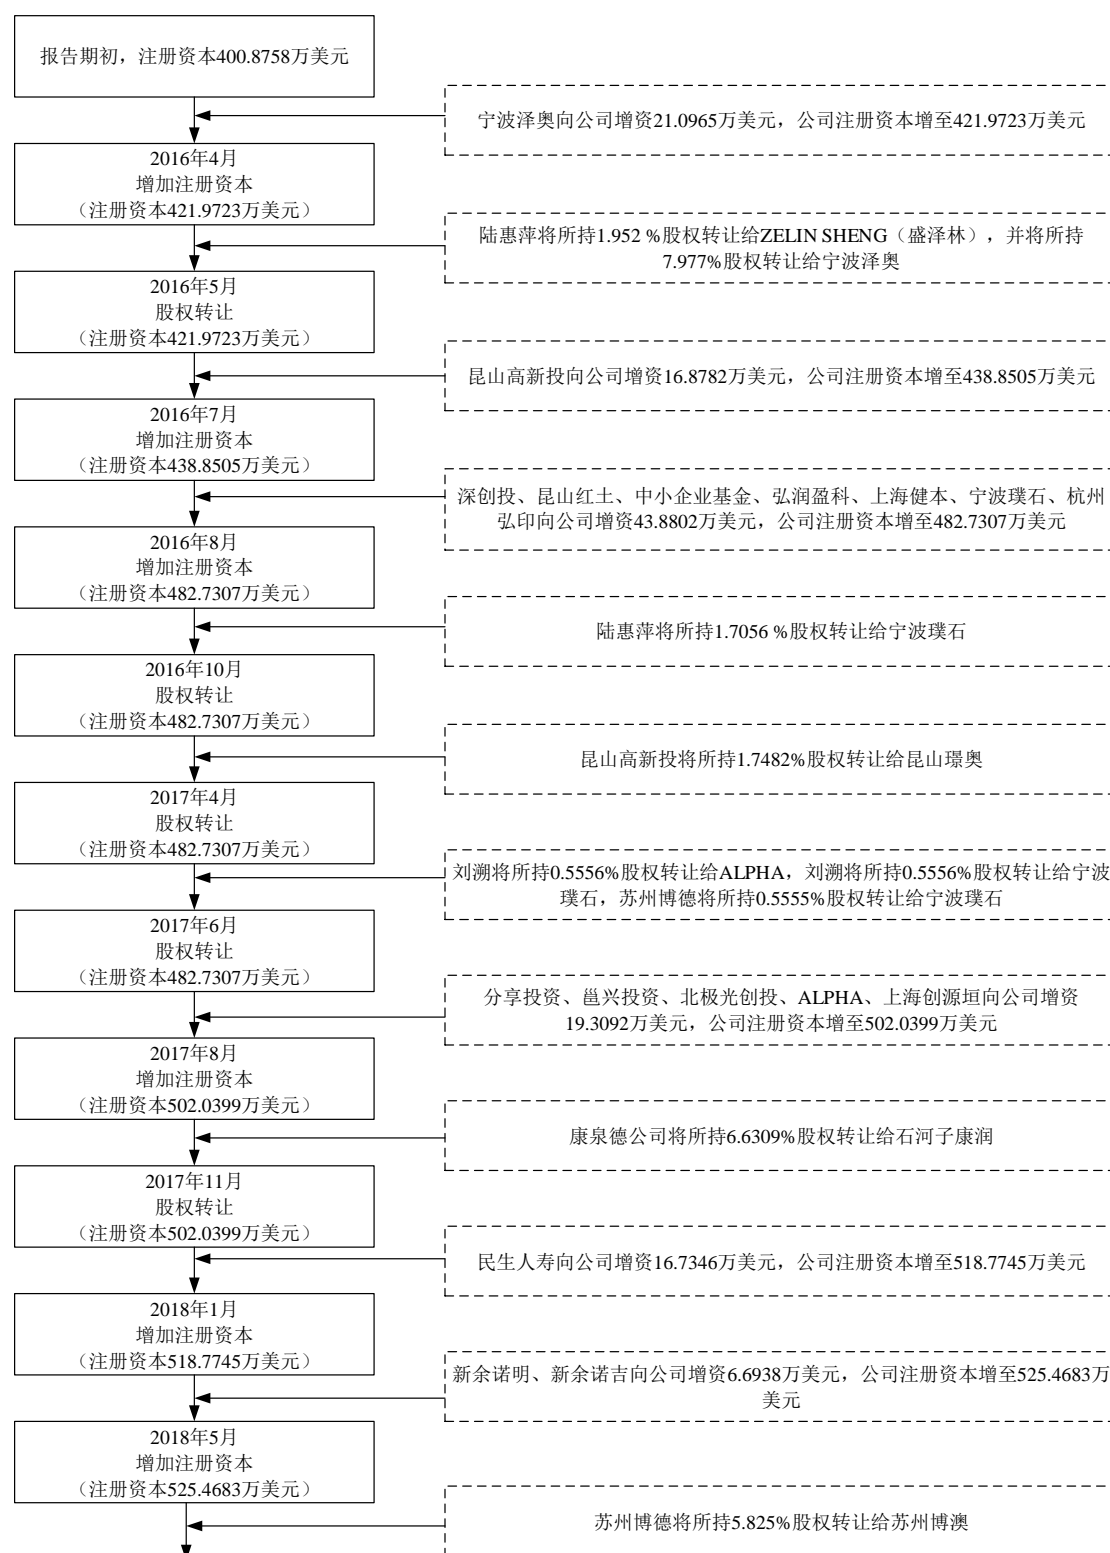 报告期初，注册资本400.8758万美元
宁波泽奥向公司增资21.0965万美元，公司注册资本增至421.9723万美元
2016年4月
增加注册资本
（注册资本421.9723万美元）
陆惠萍将所持1.952 %股权转让给ZELIN SHENG（盛泽林），并将所持
7.977%股权转让给宁波泽奥
2016年5月
股权转让
（注册资本421.9723万美元）
昆山高新投向公司增资16.8782万美元，公司注册资本增至438.8505万美元
2016年7月
增加注册资本
（注册资本438.8505万美元）
深创投、昆山红土、中小企业基金、弘润盈科、上海健本、宁波璞石、杭州
弘印向公司增资43.8802万美元，公司注册资本增至482.7307万美元
2016年8月
增加注册资本
（注册资本482.7307万美元）
陆惠萍将所持1.7056 %股权转让给宁波璞石
2016年10月
股权转让
（注册资本482.7307万美元）
昆山高新投将所持1.7482%股权转让给昆山璟奥
2017年4月
股权转让
（注册资本482.7307万美元）
刘溯将所持0.5556%股权转让给ALPHA，刘溯将所持0.5556%股权转让给宁波
璞石，苏州博德将所持0.5555%股权转让给宁波璞石
2017年6月
股权转让
（注册资本482.7307万美元）
分享投资、邕兴投资、北极光创投、ALPHA、上海创源垣向公司增资
19.3092万美元，公司注册资本增至502.0399万美元
2017年8月
增加注册资本
（注册资本502.0399万美元）
康泉德公司将所持6.6309%股权转让给石河子康润
2017年11月
股权转让
（注册资本502.0399万美元）
民生人寿向公司增资16.7346万美元，公司注册资本增至518.7745万美元
2018年1月
增加注册资本
（注册资本518.7745万美元）
新余诺明、新余诺吉向公司增资6.6938万美元，公司注册资本增至525.4683万
美元
2018年5月
增加注册资本
（注册资本525.4683万美元）
苏州博德将所持5.825%股权转让给苏州博澳